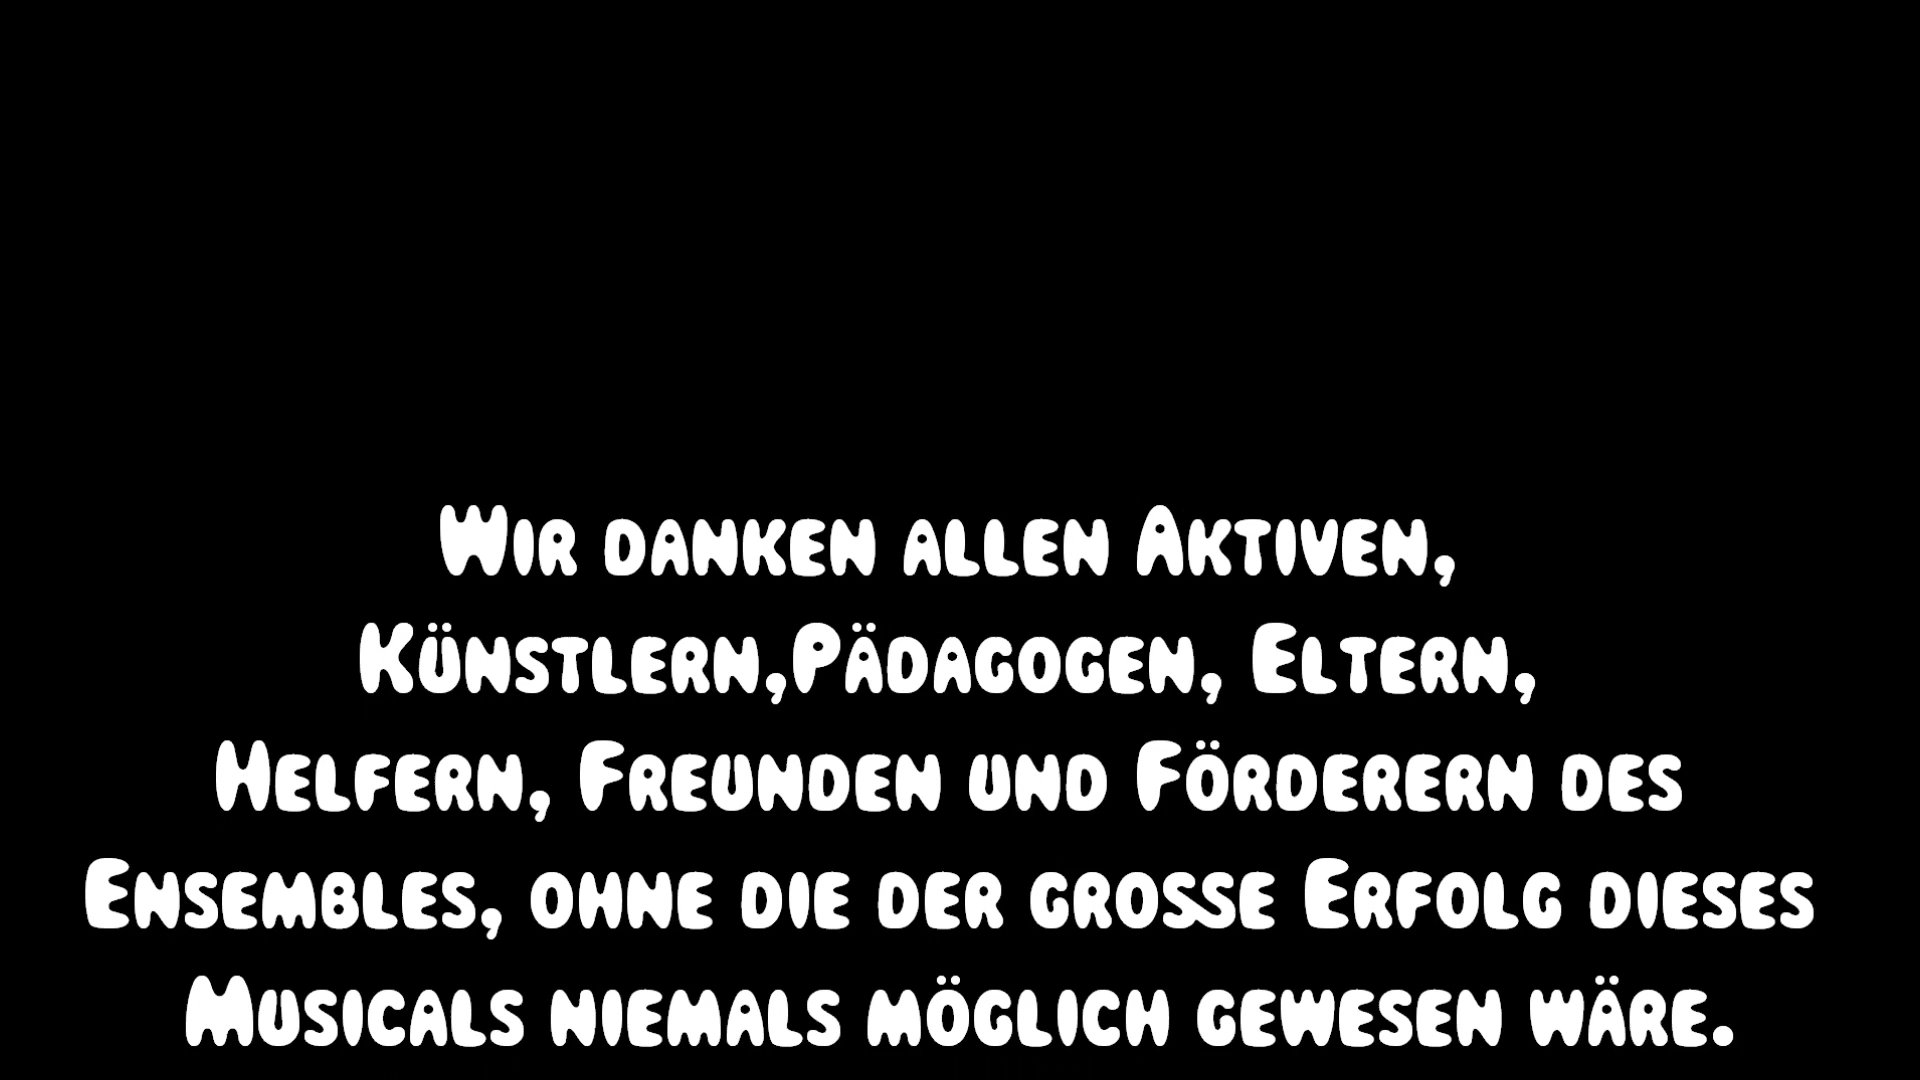 Wir danken allen Aktiven,
Künstlern,Pädagogen, Eltern,
Helfern, Freunden und Förderern des
Ensembles, ohne die der große Erfolg dieses
Musicals niemals möglich gewesen wäre.